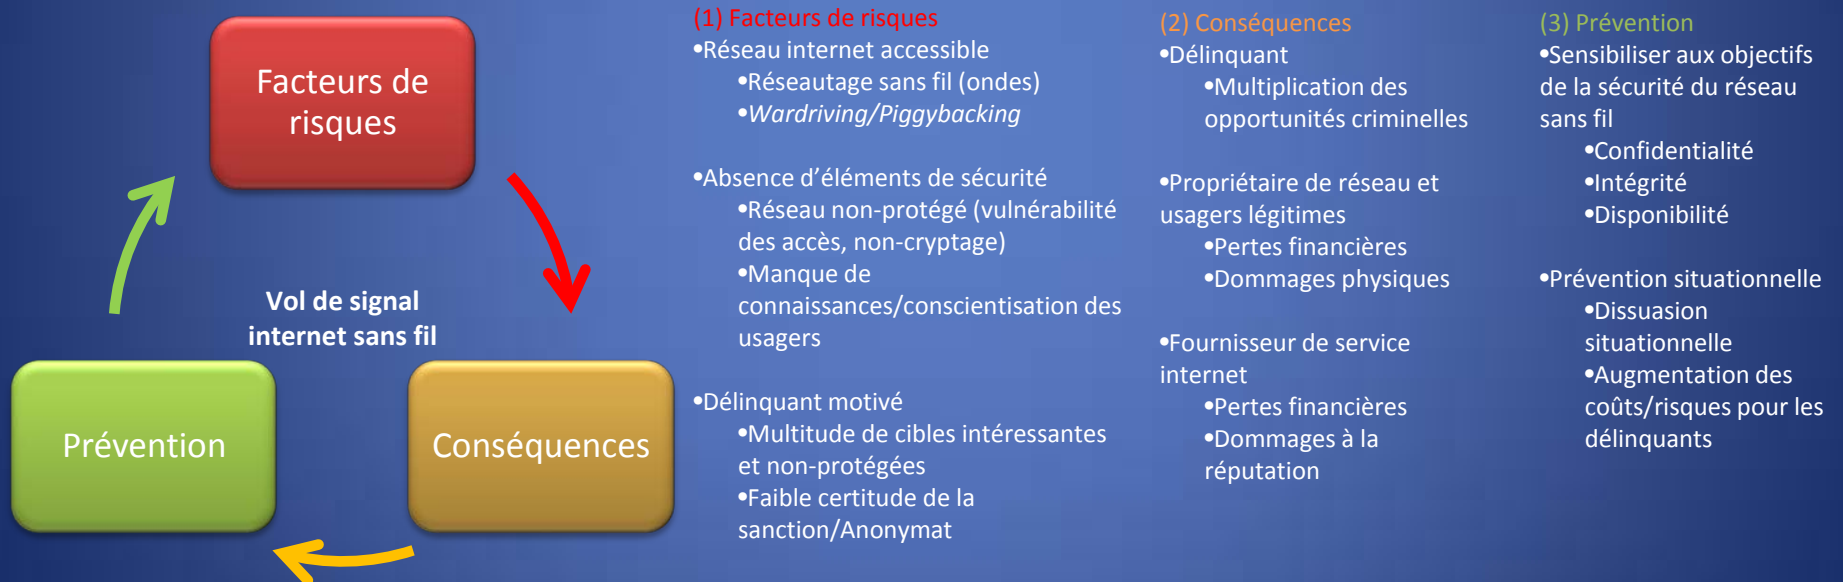 Facteurs de
risques
Vol de signal
internet sans fil
Prévention
Conséquences
(1) Facteurs de risques
•Réseau internet accessible
•Réseautage sans fil (ondes)
•Wardriving/Piggybacking
•Absence d'éléments de sécurité
•Réseau non-protégé (vulnérabilité
des accès, non-cryptage)
•Manque de
connaissances/conscientisation des
usagers
•Délinquant motivé
•Multitude de cibles intéressantes
et non-protégées
•Faible certitude de la
sanction/Anonymat
(2) Conséquences
•Délinquant
•Multiplication des
opportunités criminelles
•Propriétaire de réseau et
usagers légitimes
•Pertes financières
•Dommages physiques
•Fournisseur de service
internet
•Pertes financières
•Dommages à la
réputation
(3) Prévention
•Sensibiliser aux objectifs
de la sécurité du réseau
sans fil
•Confidentialité
•Intégrité
•Disponibilité
•Prévention situationnelle
•Dissuasion
situationnelle
•Augmentation des
coûts/risques pour les
délinquants